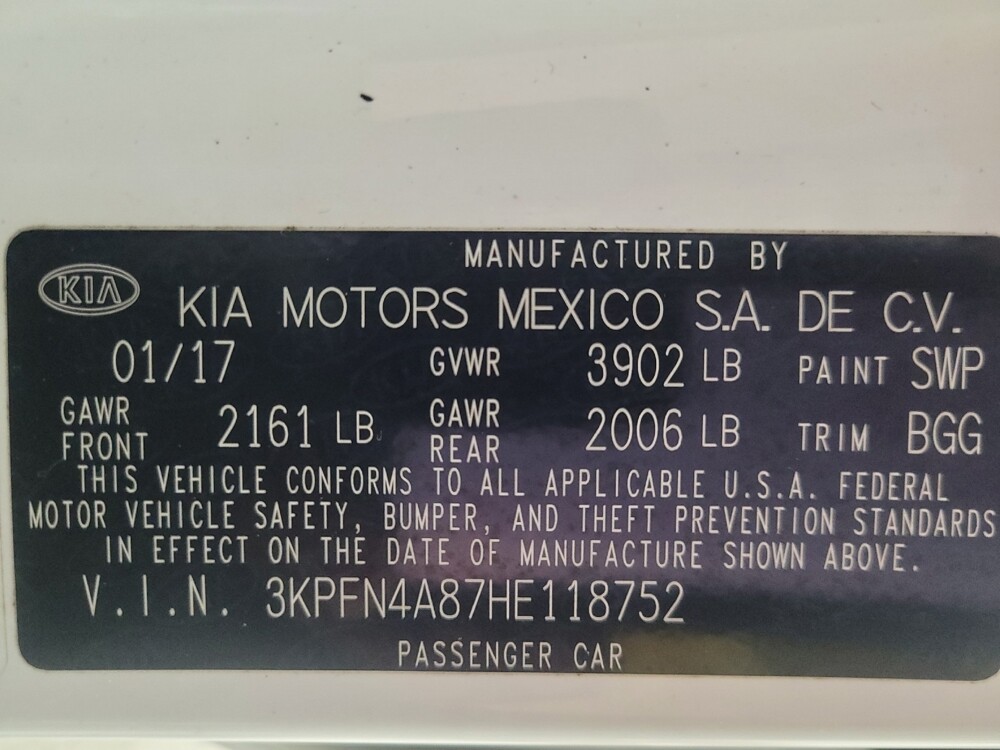 MANUFACTURED BY
KIA
KIA MOTORS MEXICO S.A. DE C.V.
01/17 GVWR 3902 LB PAINT SWP
GAWR FRONT 2161 LB GAWR REAR 2006 LB TRIM BGG
THIS VEHICLE CONFORMS TO ALL APPLICABLE U.S.A. FEDERAL
MOTOR VEHICLE SAFETY, BUMPER, AND THEFT PREVENTION STANDARDS
IN EFFECT ON THE DATE OF MANUFACTURE SHOWN ABOVE.
V.I.N. 3KPFN4A87HE118752
PASSENGER CAR